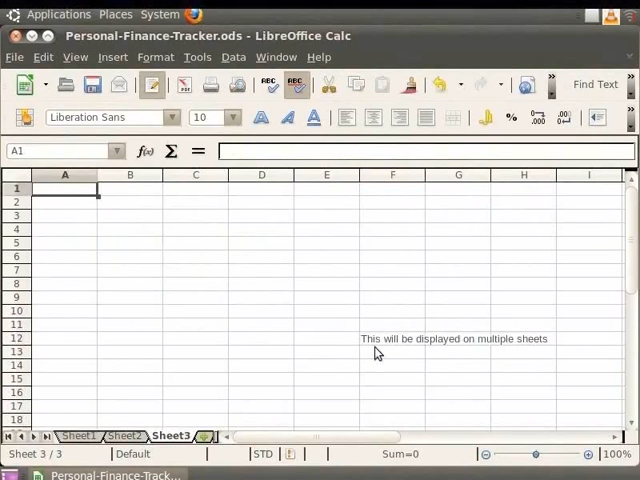 Applications Places System
Personal-Finance-Tracker.ods - LibreOffice Calc
File Edit View Insert Format Tools Data Window Help
ABC ABC Find Text
Liberation Sans 10 A A A %
A1 f(x) Σ =
A B C D E F G H I
1
2
3
4
5
6
7
8
9
10
11
12 This will be displayed on multiple sheets
13
14
15
16
17
18
Sheet1 Sheet2 Sheet3
Sheet 3 / 3 Default STD Sum=0 100%
Personal-Finance-Track...